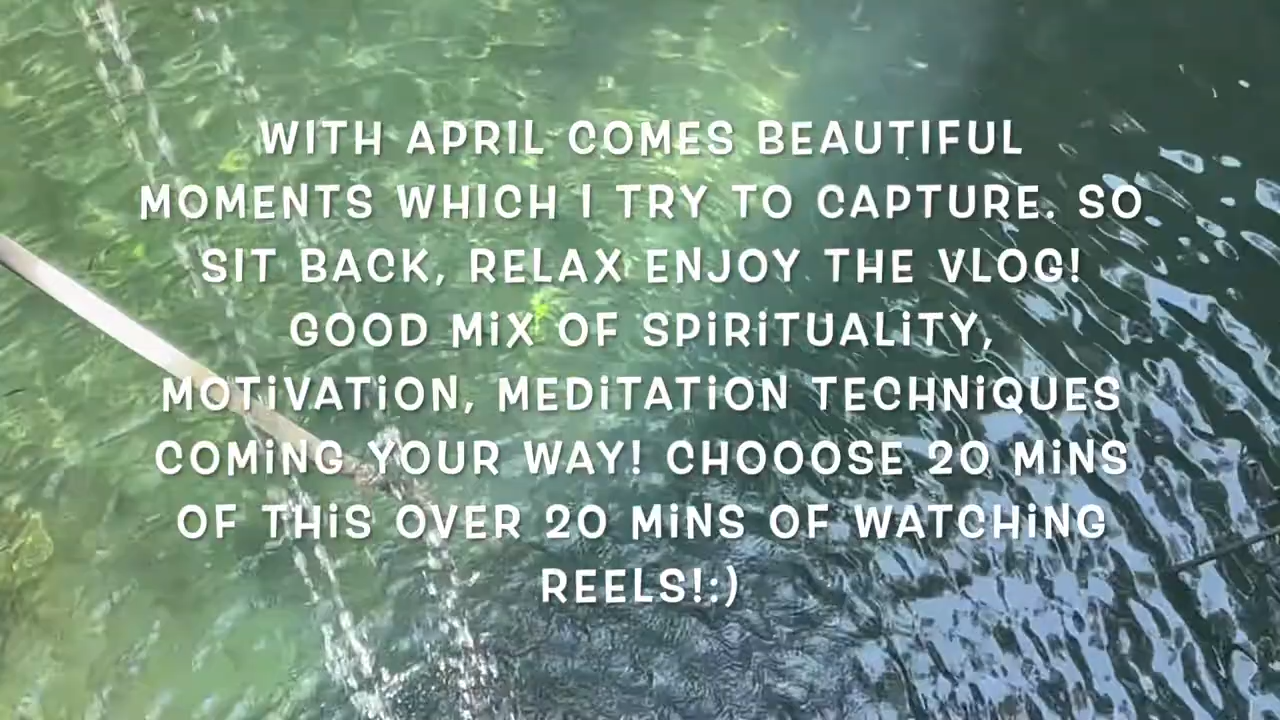 WITH APRIL COMES BEAUTIFUL
MOMENTS WHICH I TRY TO CAPTURE. SO
SIT BACK, RELAX ENJOY THE VLOG!
GOOD MiX OF SPiRiTUALiTY,
MOTiVATiON, MEDiTATiON TECHNiQUES
COMiNG YOUR WAY! CHOOOSE 20 MiNS
OF THiS OVER 20 MiNS OF WATCHiNG
REELS!:)